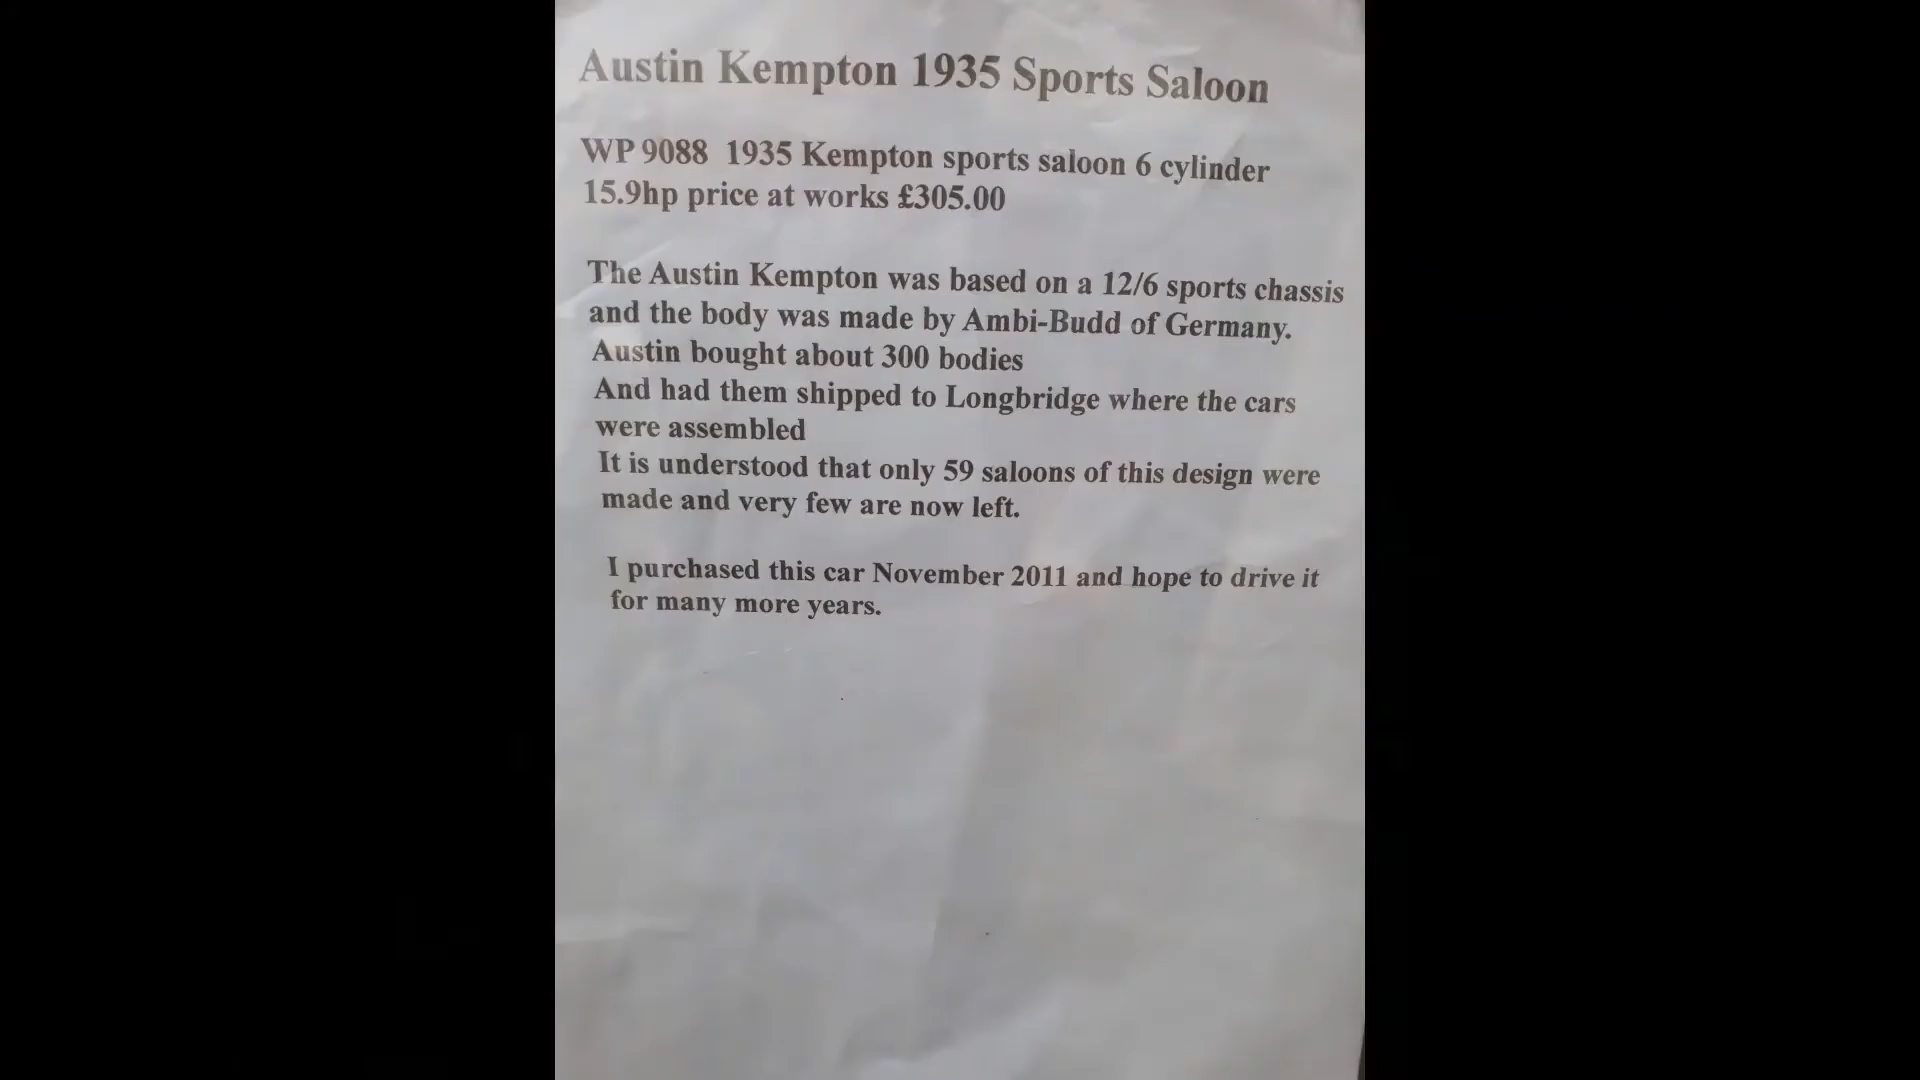 Austin Kempton 1935 Sports Saloon
WP 9088 1935 Kempton sports saloon 6 cylinder
15.9hp price at works £305.00
The Austin Kempton was based on a 12/6 sports chassis
and the body was made by Ambi-Budd of Germany.
Austin bought about 300 bodies
And had them shipped to Longbridge where the cars
were assembled
It is understood that only 59 saloons of this design were
made and very few are now left.
I purchased this car November 2011 and hope to drive it
for many more years.